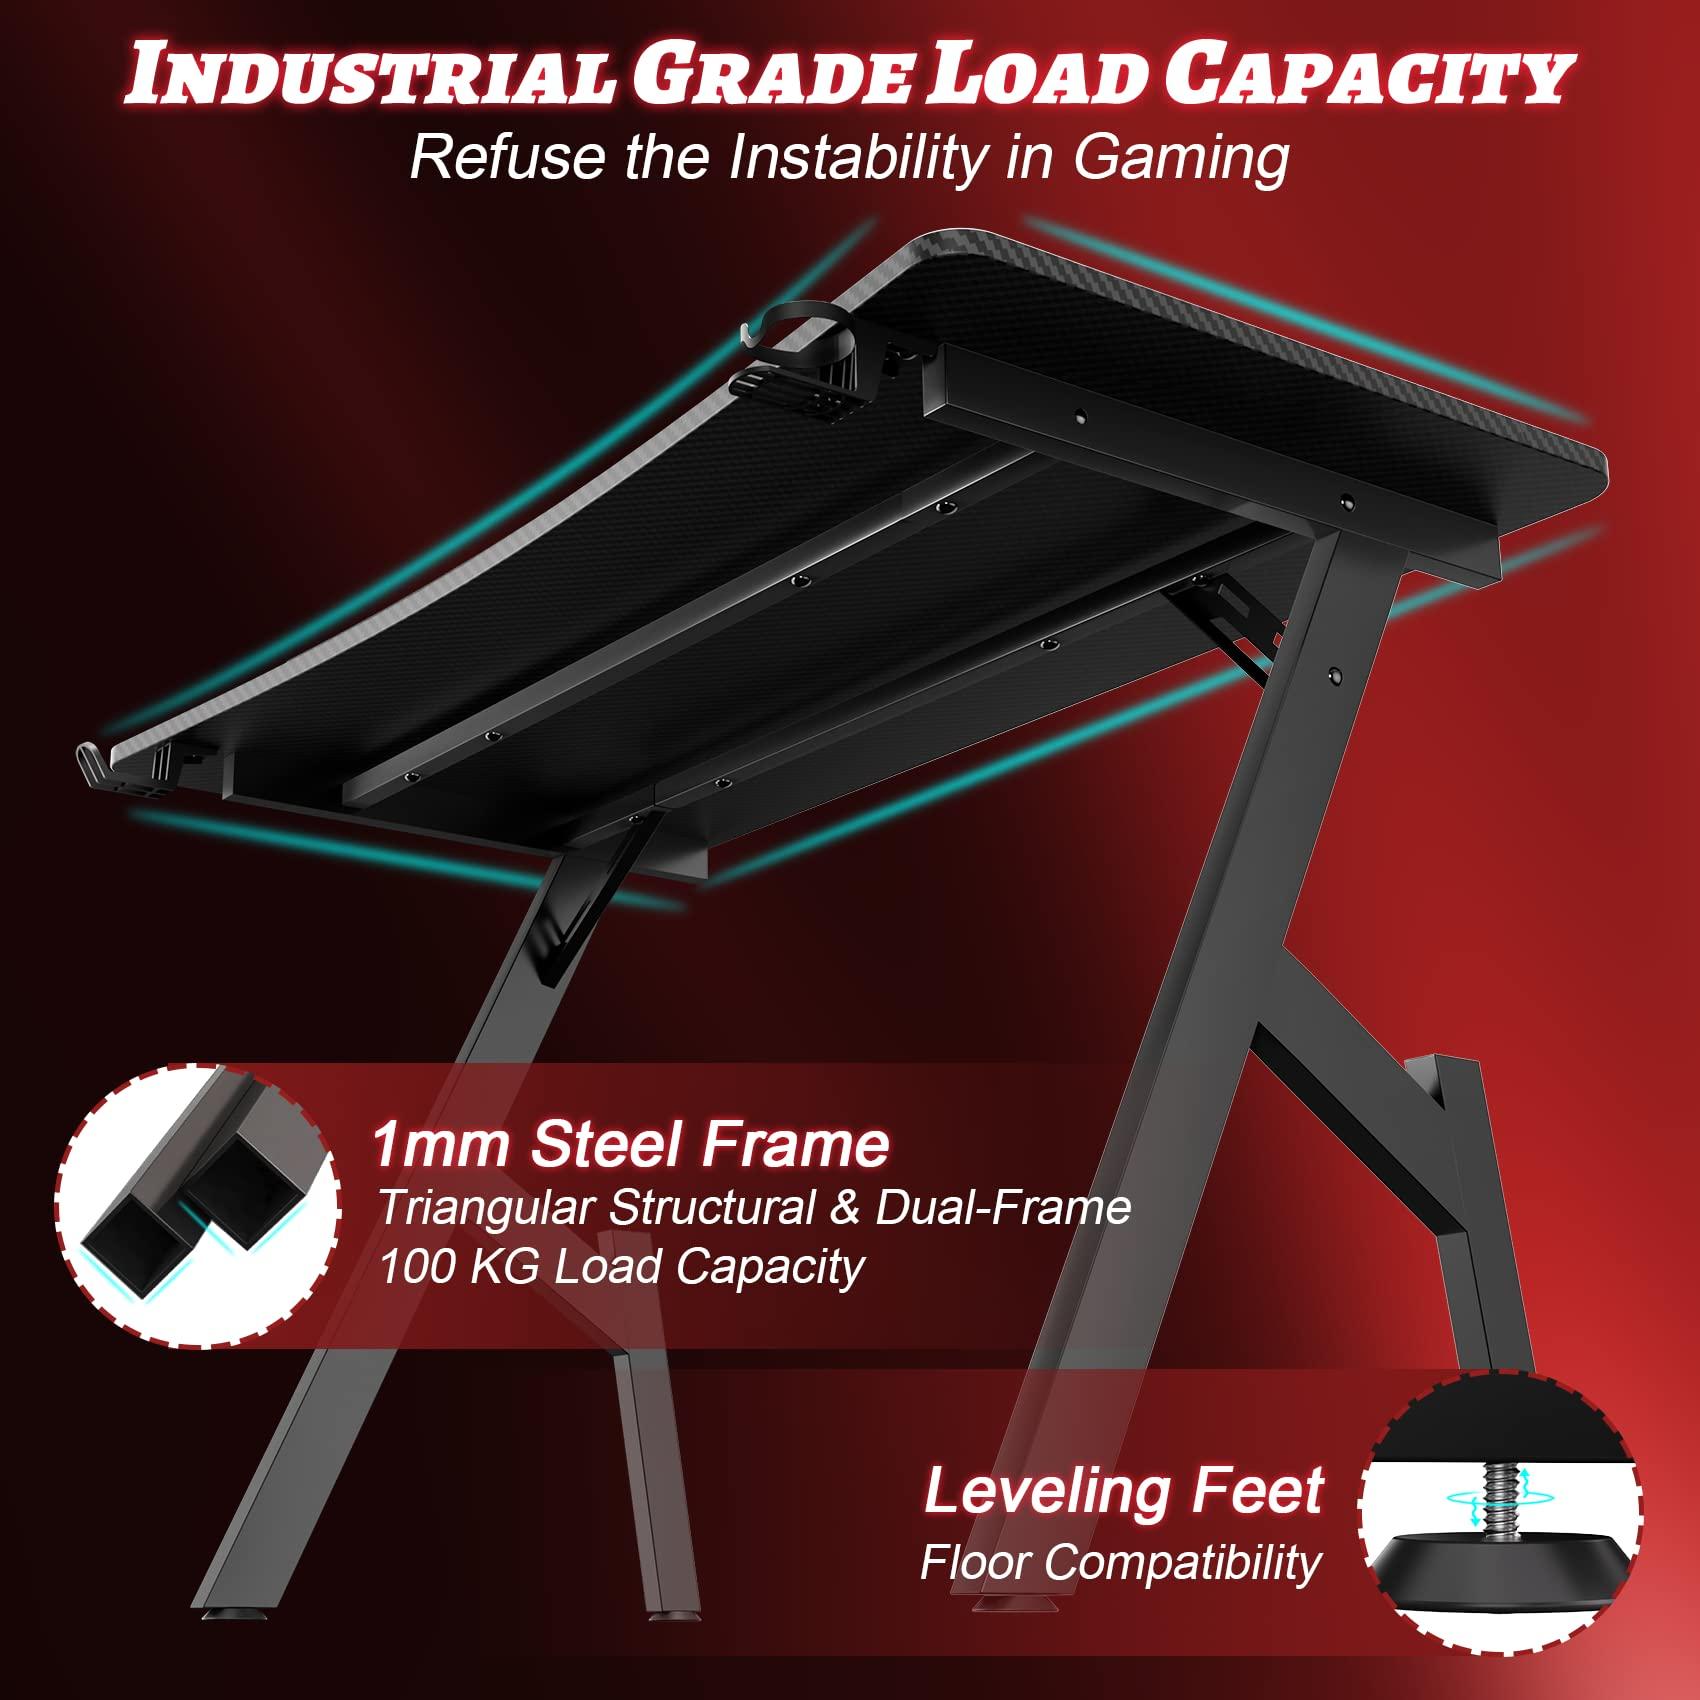 INDUSTRIAL GRADE LOAD CAPACITY
Refuse the Instability in Gaming
1mm Steel Frame
Triangular Structural & Dual-Frame
100 KG Load Capacity
Leveling Feet
Floor Compatibility